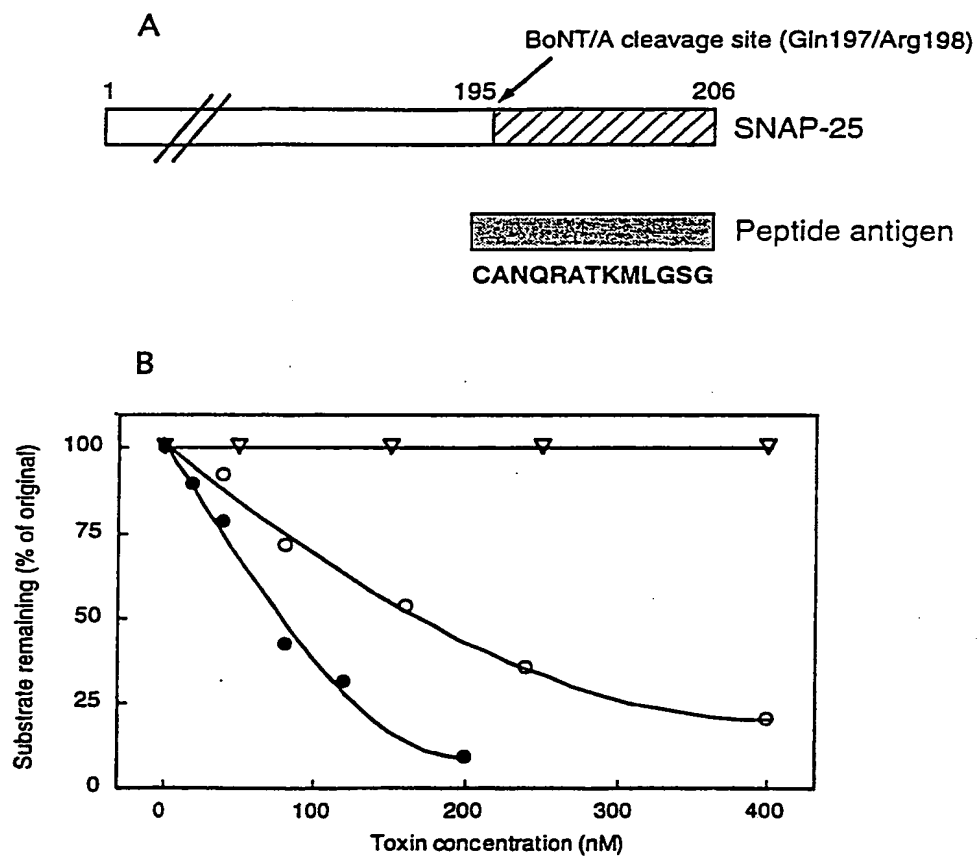 A
BoNT/A cleavage site (Gln197/Arg198)
1
195
206
SNAP-25
Peptide antigen
CANQRATKMLGSG
B
Substrate remaining (% of original)
100
75
50
25
0
0
100
200
300
400
Toxin concentration (nM)